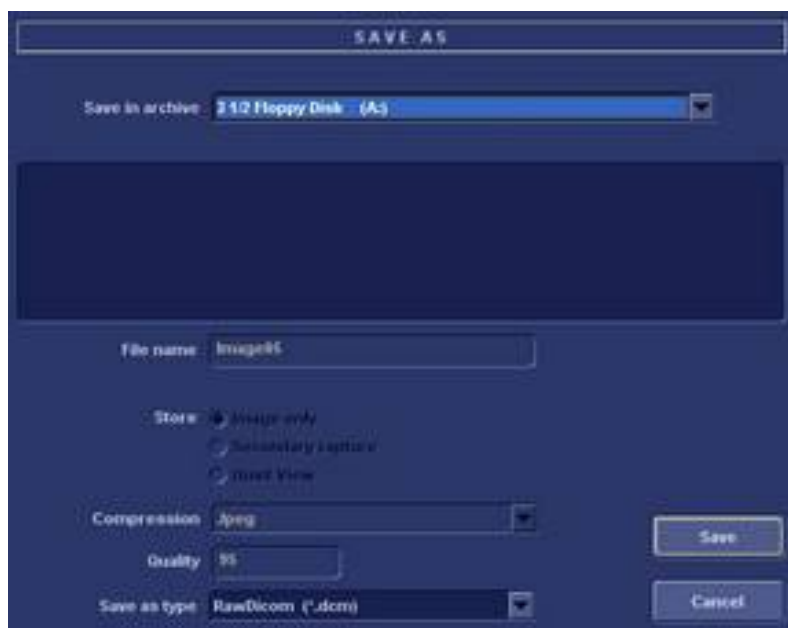 SAVE AS
Save in archive 3 1/2 Floppy Disk (A:)
File name Image05
Store Image only
Secondary capture
Quality 95
Compression Jpeg
Save as type RawDicom (*.dcm)
Save
Cancel